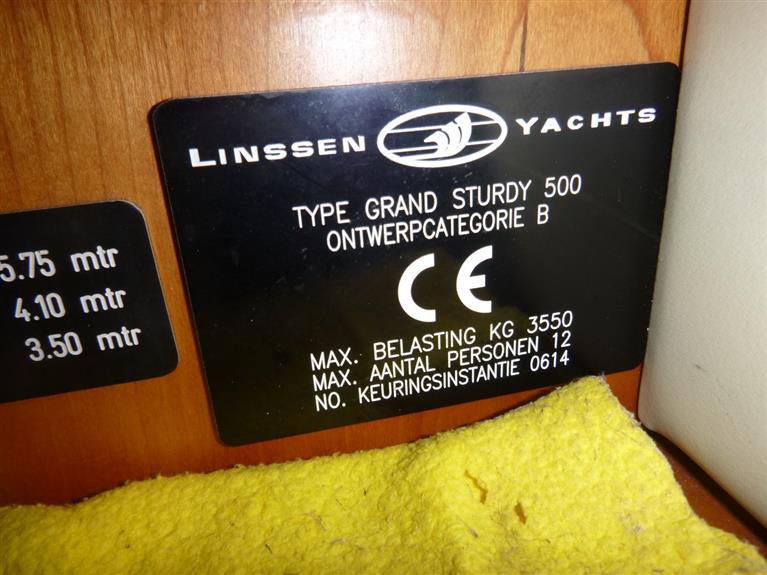 LINSSEN YACHTS
TYPE GRAND STURDY 500
ONTWERPCATEGORIE B
CE
MAX. BELASTING KG 3550
MAX. AANTAL PERSONEN 12
NO. KEURINGSINSTANTIE 0614
5.75 mtr
4.10 mtr
3.50 mtr